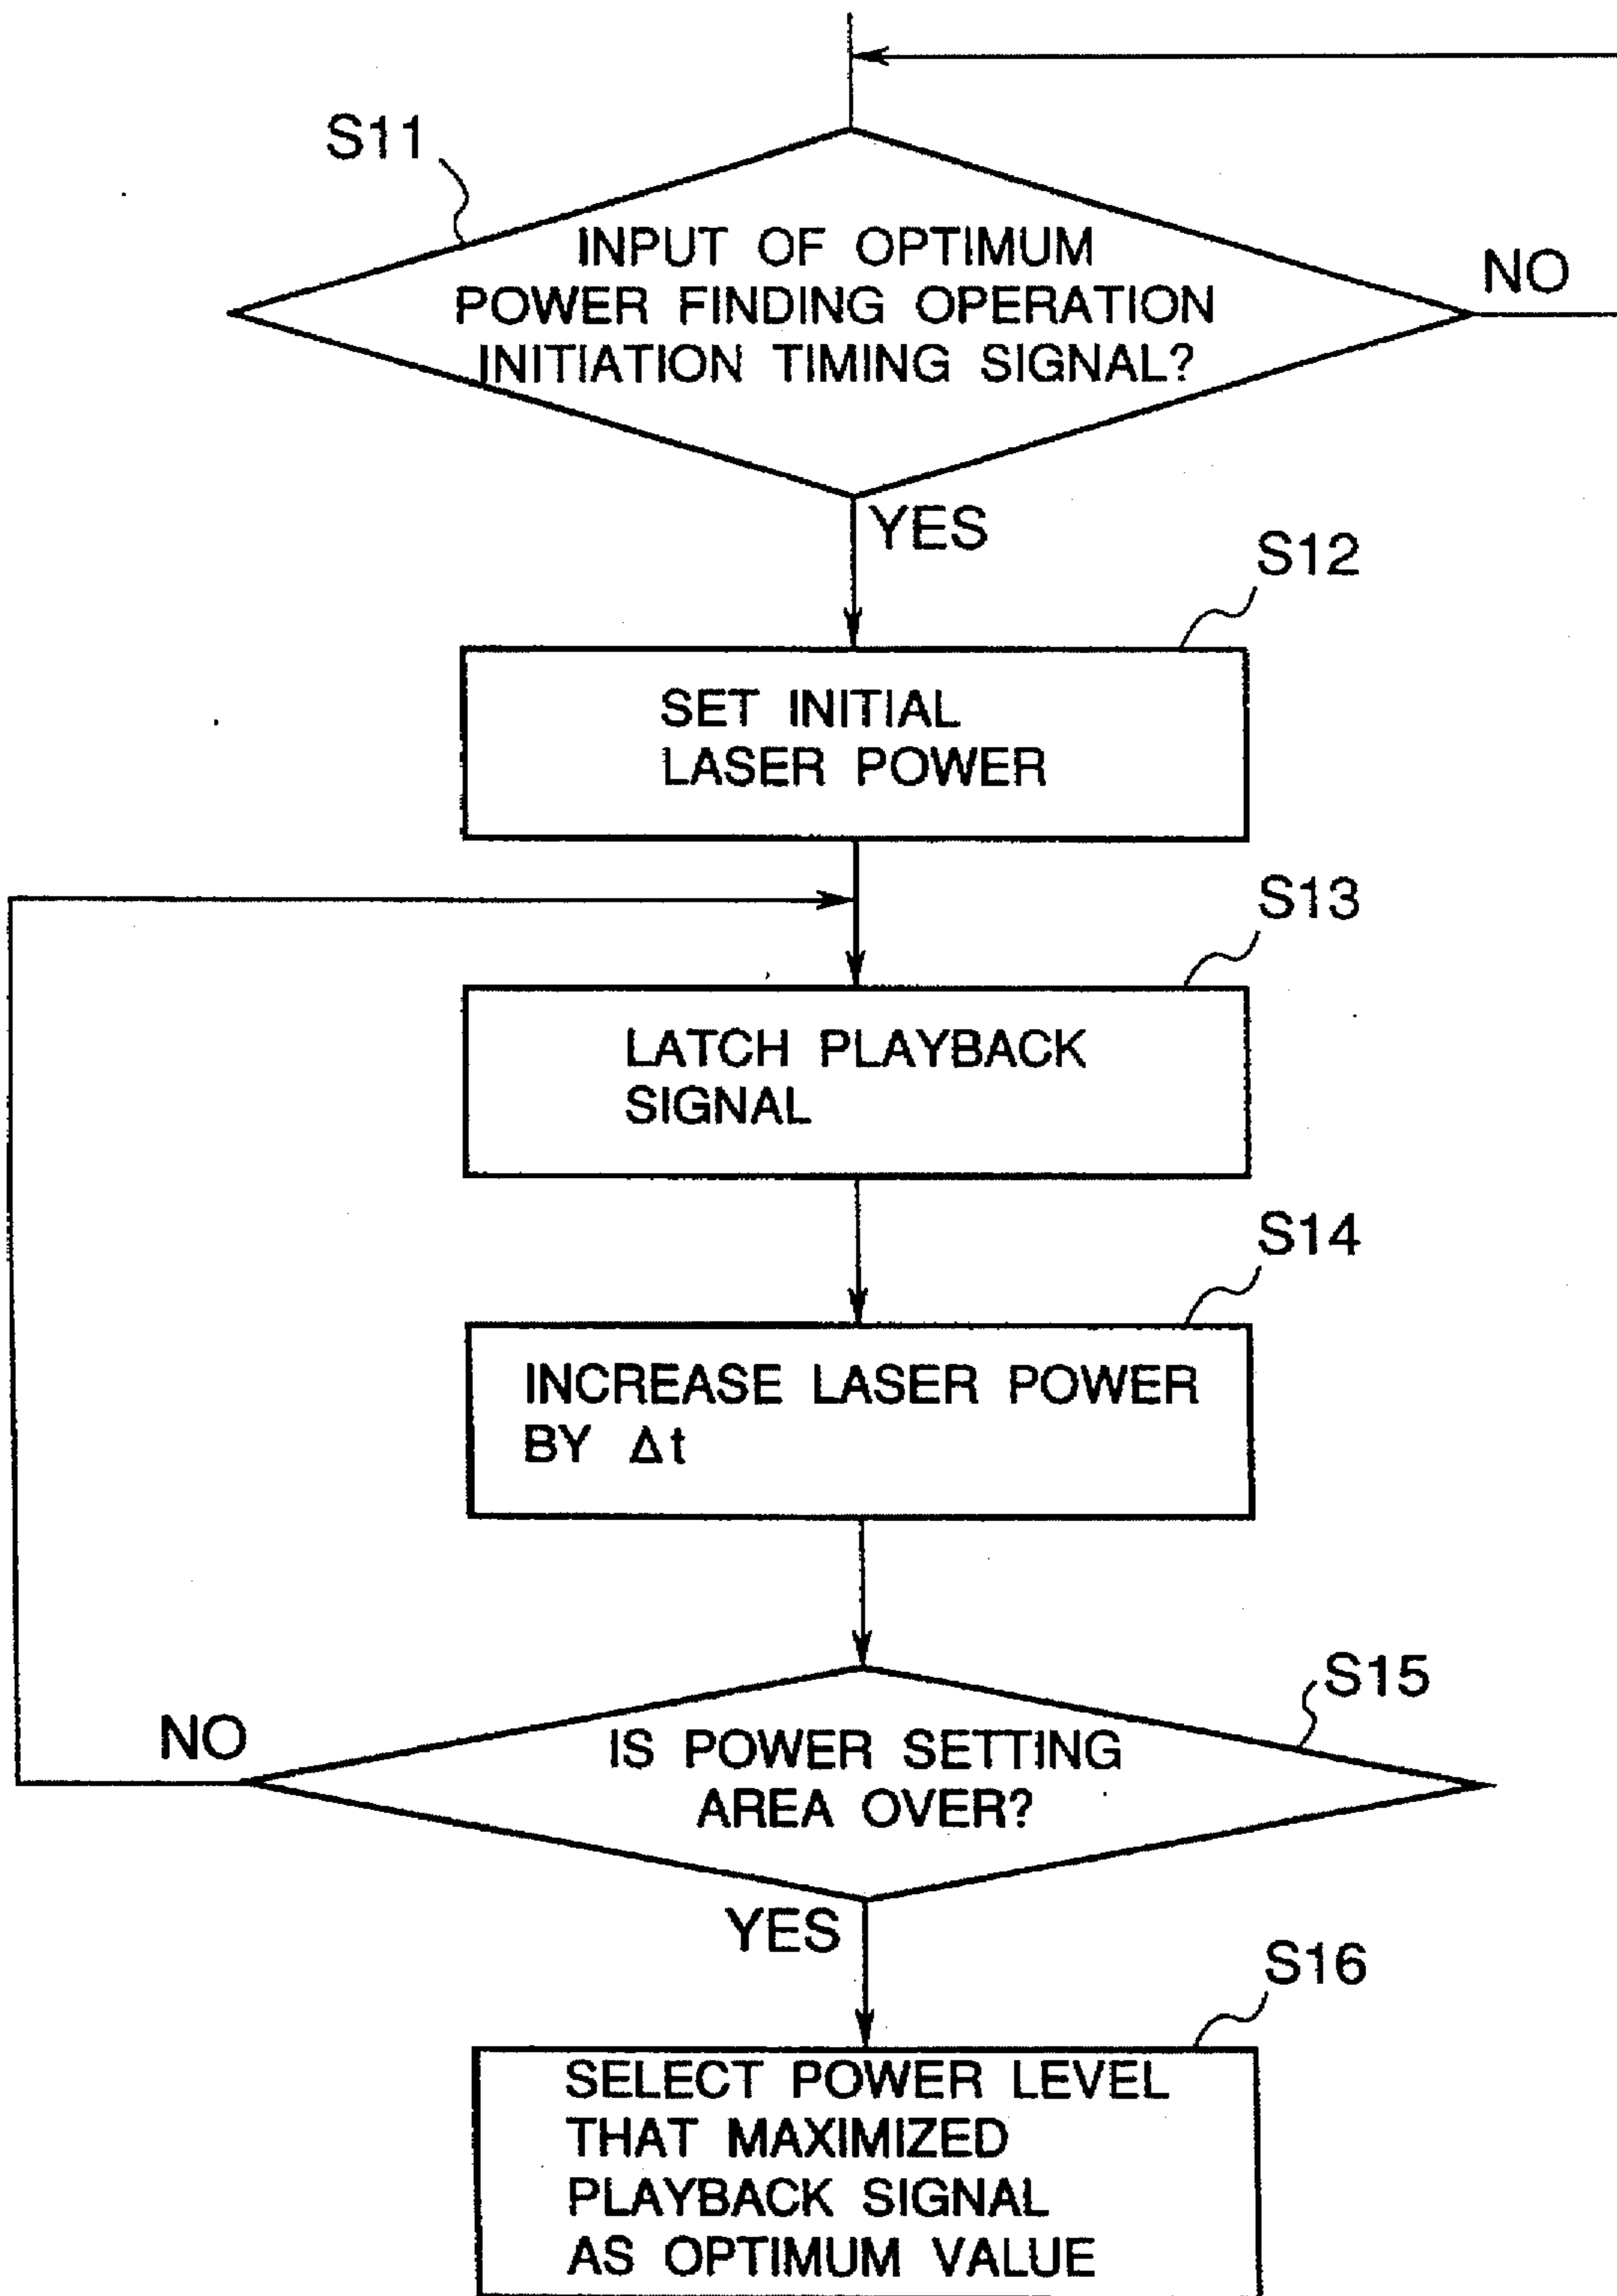 S11
INPUT OF OPTIMUM
POWER FINDING OPERATION
INITIATION TIMING SIGNAL?
NO
YES
S12
SET INITIAL
LASER POWER
S13
LATCH PLAYBACK
SIGNAL
S14
INCREASE LASER POWER
BY Δt
S15
IS POWER SETTING
AREA OVER?
NO
YES
S16
SELECT POWER LEVEL
THAT MAXIMIZED
PLAYBACK SIGNAL
AS OPTIMUM VALUE